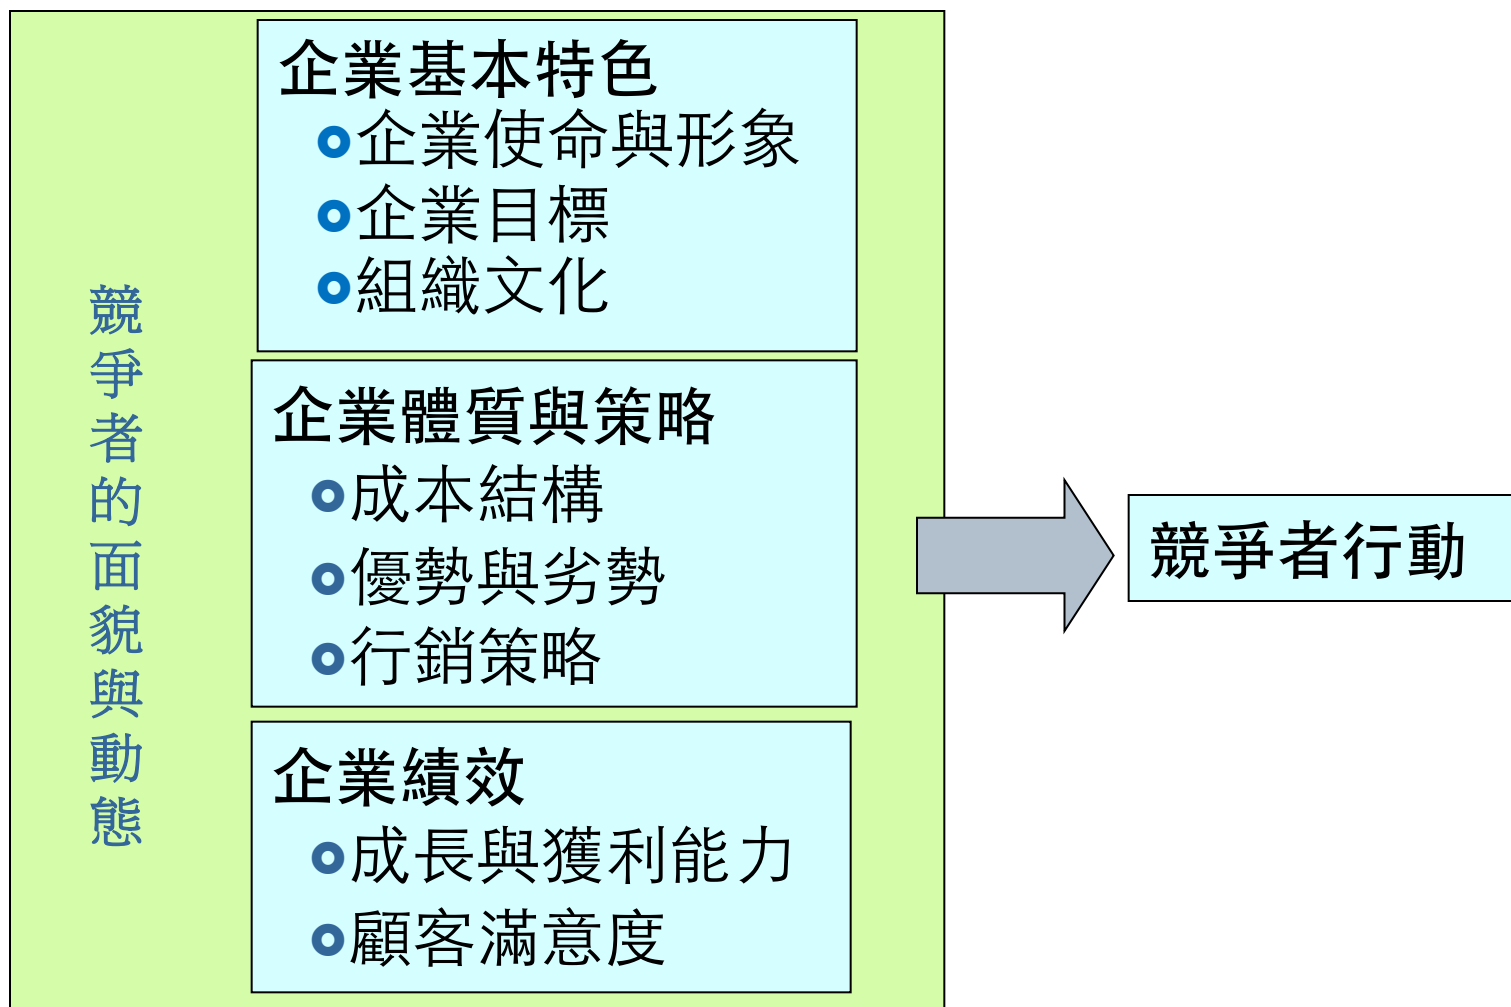 競爭者的面貌與動態
企業基本特色
企業使命與形象
企業目標
組織文化
企業體質與策略
成本結構
優勢與劣勢
行銷策略
企業績效
成長與獲利能力
顧客滿意度
競爭者行動